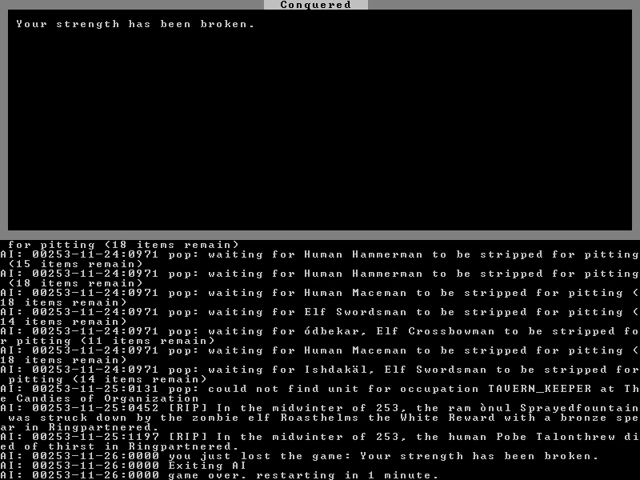 Conquered
Your strength has been broken.
for pitting (18 items remain)
AI: 00253-11-24:0971 pop: waiting for Human Hammerman to be stripped for pitting
(15 items remain)
AI: 00253-11-24:0971 pop: waiting for Human Hammerman to be stripped for pitting
(18 items remain)
AI: 00253-11-24:0971 pop: waiting for Human Maceman to be stripped for pitting (
18 items remain)
AI: 00253-11-24:0971 pop: waiting for Elf Swordsman to be stripped for pitting (
14 items remain)
AI: 00253-11-24:0971 pop: waiting for ódbekar, Elf Crossbowman to be stripped fo
r pitting (11 items remain)
AI: 00253-11-24:0971 pop: waiting for Human Maceman to be stripped for pitting (
18 items remain)
AI: 00253-11-24:0971 pop: waiting for Ishdakäl, Elf Swordsman to be stripped for
pitting (14 items remain)
AI: 00253-11-25:0131 pop: could not find unit for occupation TAVERN_KEEPER at Th
e Candies of Organization
AI: 00253-11-25:0452 [RIP] In the midwinter of 253, the ram ònul Sprayedfountain
was struck down by the zombie elf Roasthelms the White Reward with a bronze spe
ar in Ringpartnered.
AI: 00253-11-25:1197 [RIP] In the midwinter of 253, the human Pobe Talonthrew di
ed of thirst in Ringpartnered.
AI: 00253-11-26:0000 you just lost the game: Your strength has been broken.
AI: 00253-11-26:0000 Exiting AI
AI: 00253-11-26:0000 game over. restarting in 1 minute.